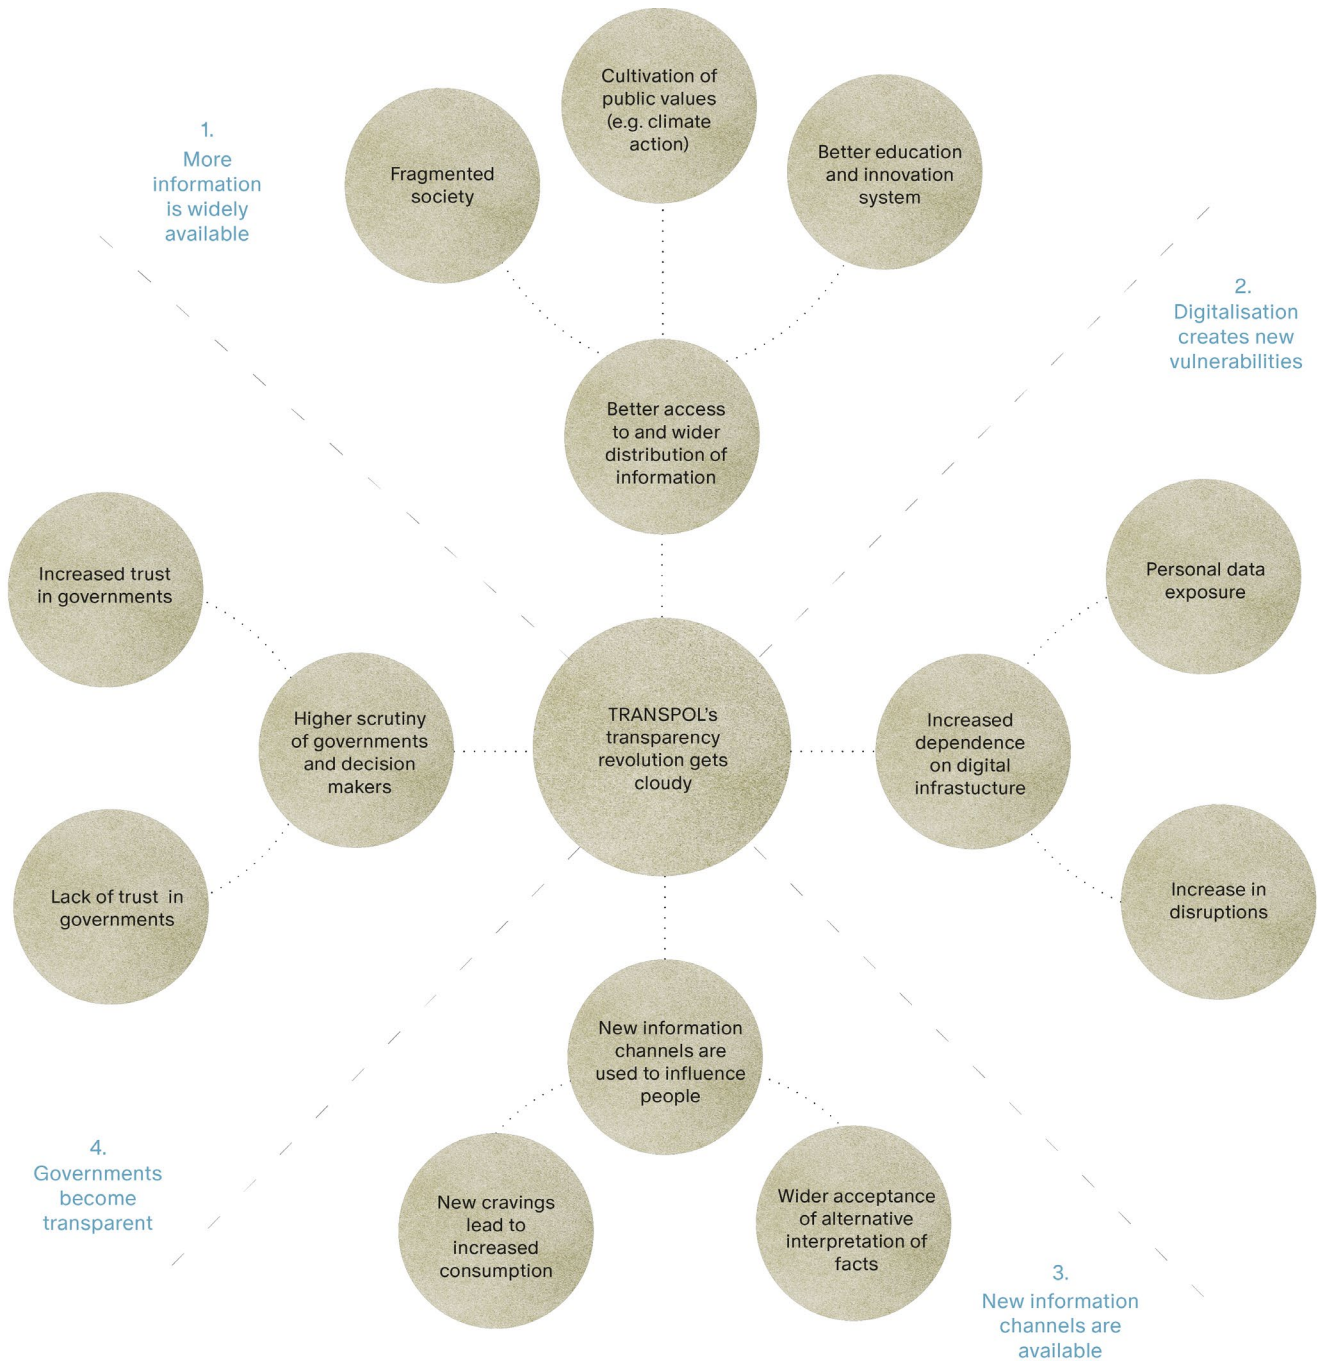 1.
More
information
is widely
available
Fragmented
society
Cultivation of
public values
(e.g. climate
action)
Better education
and innovation
system
2.
Digitalisation
creates new
vulnerabilities
Better access
to and wider
distribution of
information
Increased trust
in governments
Higher scrutiny
of governments
and decision
makers
Lack of trust in
governments
TRANSPOL's
transparency
revolution gets
cloudy
Increased
dependence
on digital
infrastucture
Personal data
exposure
Increase in
disruptions
New information
channels are
used to influence
people
New cravings
lead to
increased
consumption
Wider acceptance
of alternative
interpretation of
facts
4.
Governments
become
transparent
3.
New information
channels are
available